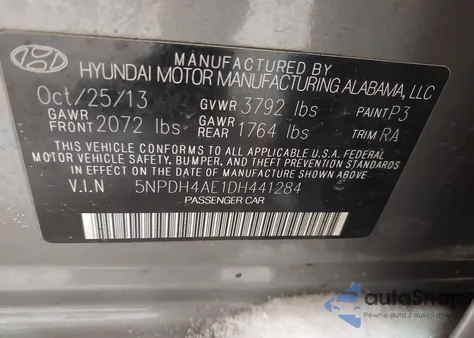 MANUFACTURED BY
HYUNDAI MOTOR MANUFACTURING ALABAMA, LLC
Oct/25/13 GVWR 3792 lbs PAINT P3
GAWR FRONT 2072 lbs GAWR REAR 1764 lbs TRIM RA
THIS VEHICLE CONFORMS TO ALL APPLICABLE U.S.A. FEDERAL
MOTOR VEHICLE SAFETY, BUMPER, AND THEFT PREVENTION STANDARDS
IN EFFECT ON THE DATE OF MANUFACTURE SHOWN ABOVE.
V.I.N 5NPDH4AE1DH441284
PASSENGER CAR
autoSnap
Pewne auta z